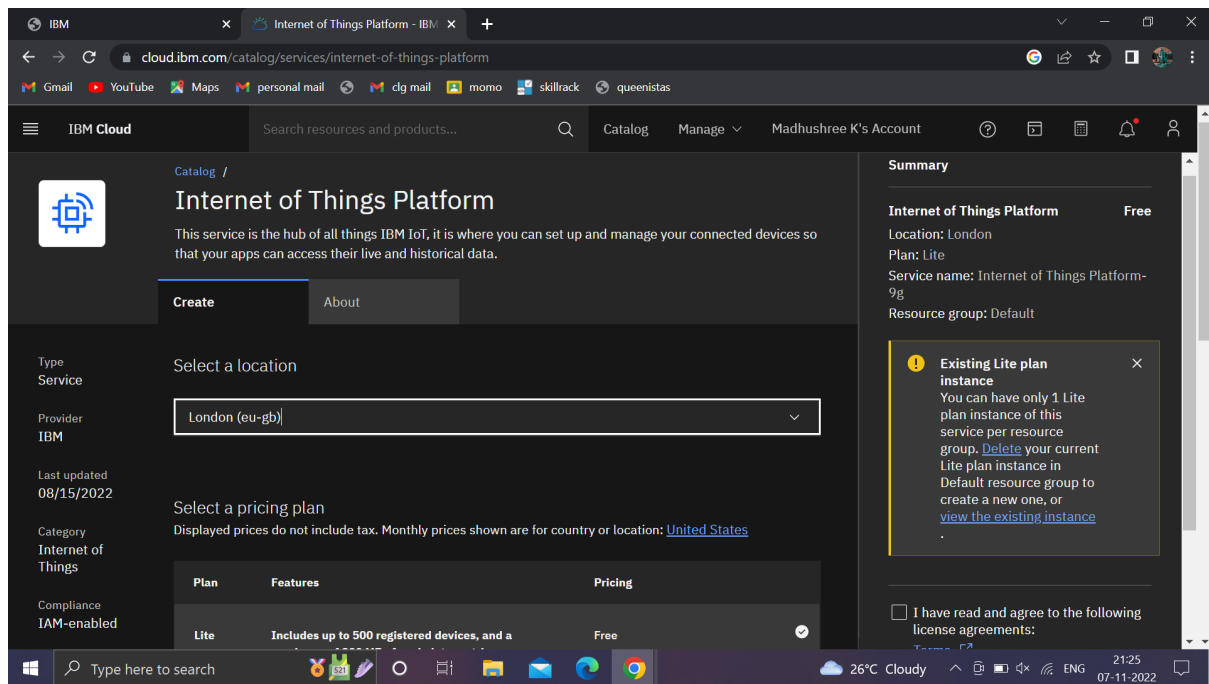 IBM
Internet of Things Platform - IBM
cloud.ibm.com/catalog/services/internet-of-things-platform
Gmail YouTube Maps personal mail clg mail momo skillrack queenistas
IBM Cloud Search resources and products... Catalog Manage Madhushree K's Account
Catalog /
Internet of Things Platform
This service is the hub of all things IBM IoT, it is where you can set up and manage your connected devices so
that your apps can access their live and historical data.
Create About
Type
Service
Provider
IBM
Last updated
08/15/2022
Category
Internet of
Things
Compliance
IAM-enabled
Select a location
London (eu-gb)
Select a pricing plan
Displayed prices do not include tax. Monthly prices shown are for country or location: United States
Plan Features Pricing
Lite Includes up to 500 registered devices, and a Free
Summary
Internet of Things Platform Free
Location: London
Plan: Lite
Service name: Internet of Things Platform-
9g
Resource group: Default
Existing Lite plan
instance
You can have only 1 Lite
plan instance of this
service per resource
group. Delete your current
Lite plan instance in
Default resource group to
create a new one, or
view the existing instance
.
I have read and agree to the following
license agreements:
Terms
Type here to search
521
26°C Cloudy ENG
21:25
07-11-2022